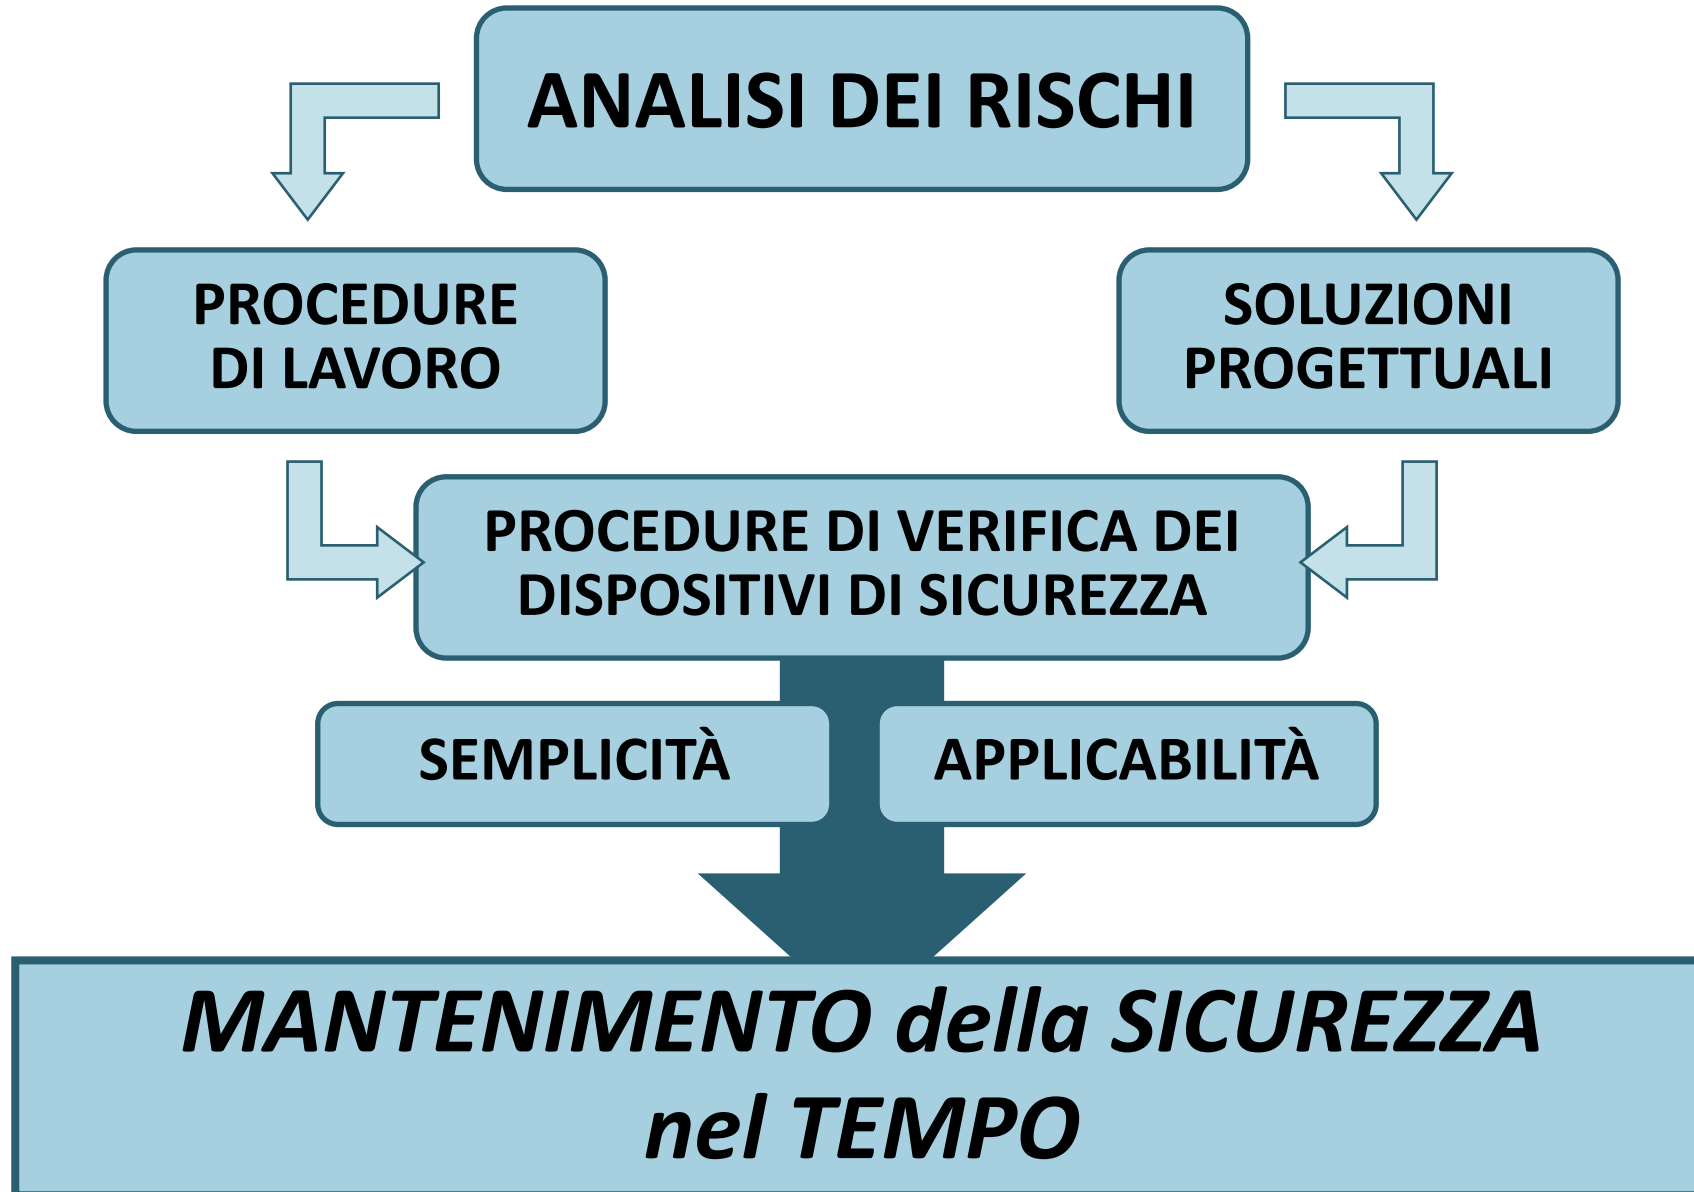 ANALISI DEI RISCHI
PROCEDURE
DI LAVORO
SOLUZIONI
PROGETTUALI
PROCEDURE DI VERIFICA DEI
DISPOSITIVI DI SICUREZZA
SEMPLICITÀ
APPLICABILITÀ
MANTENIMENTO della SICUREZZA
nel TEMPO